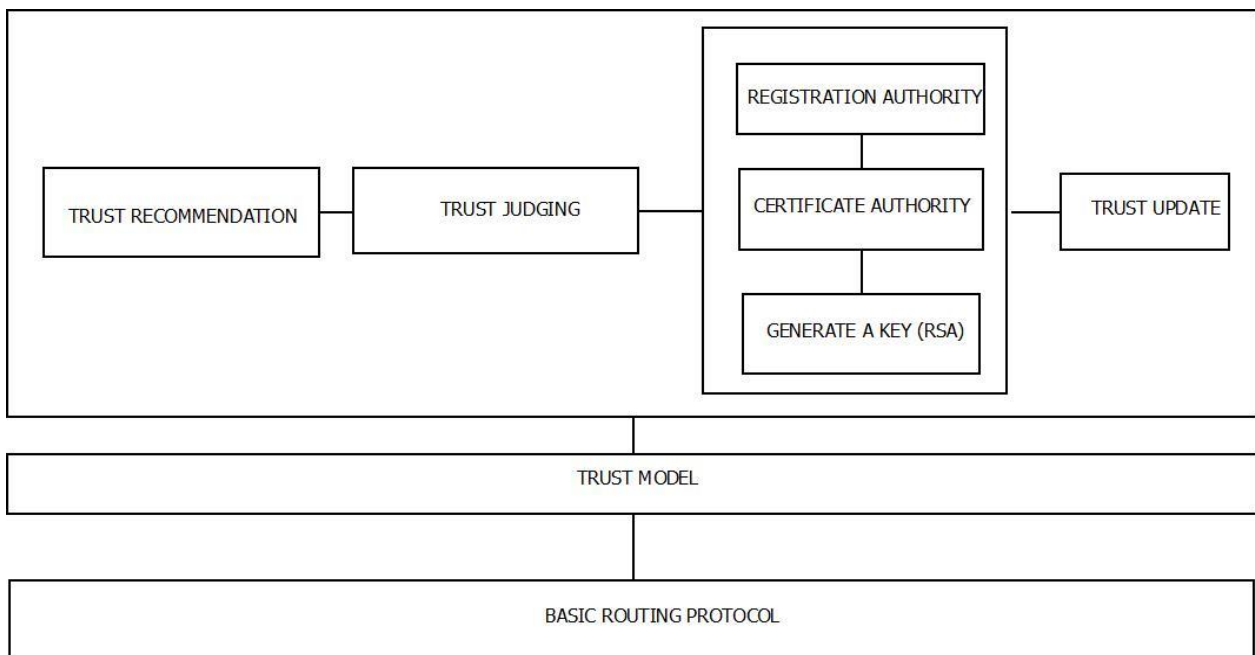 REGISTRATION AUTHORITY
TRUST RECOMMENDATION
TRUST JUDGING
CERTIFICATE AUTHORITY
TRUST UPDATE
GENERATE A KEY (RSA)
TRUST MODEL
BASIC ROUTING PROTOCOL